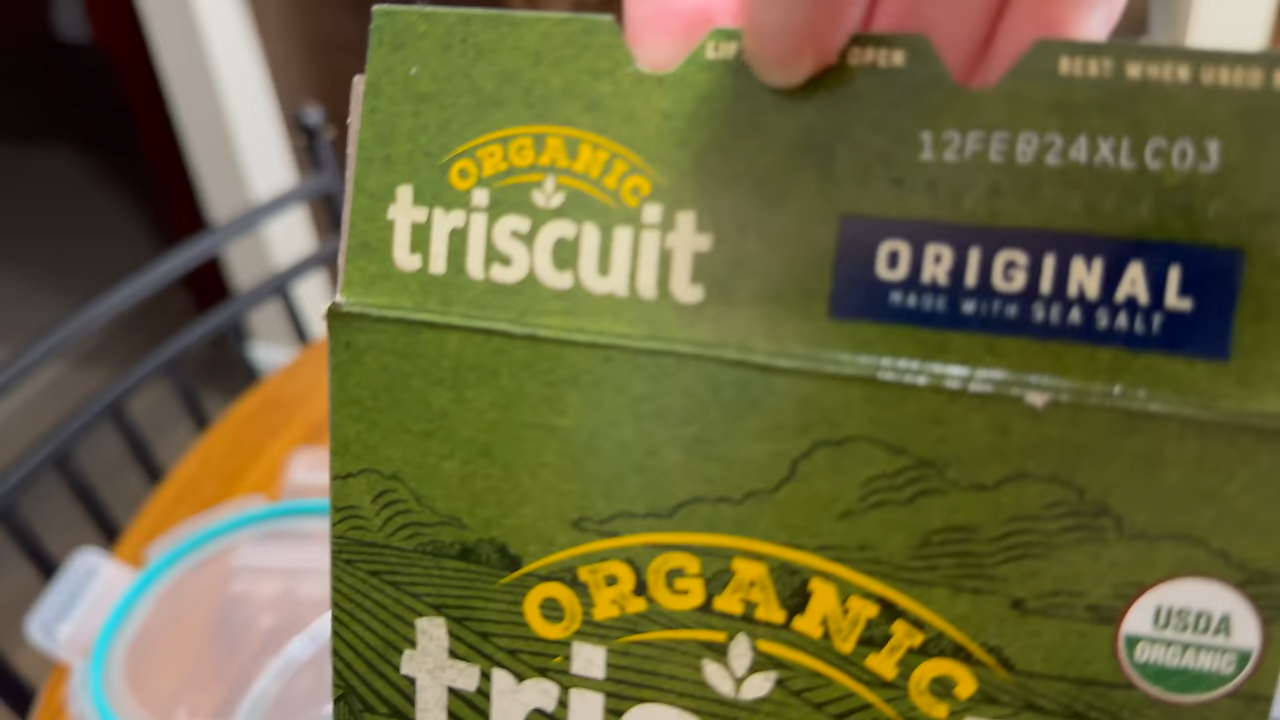 OPEN
BEST WHEN USED
12FEB24XLC03
ORGANIC
triscuit
ORIGINAL
MADE WITH SEA SALT
ORGANIC
USDA
ORGANIC